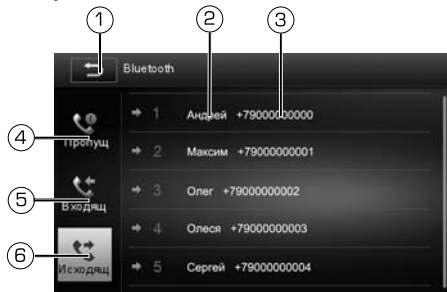 1 2 3
Bluetooth
1 Андрей +79000000000
4
Пропущ
2 Максим +79000000001
3 Олег +79000000002
5
Входящ
4 Олеся +79000000003
6
Исходящ
5 Сергей +79000000004